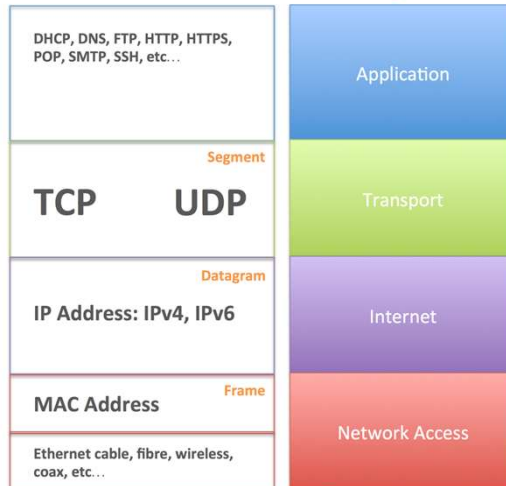 DHCP, DNS, FTP, HTTP, HTTPS,
POP, SMTP, SSH, etc…
Application
Segment
TCP UDP
Transport
Datagram
IP Address: IPv4, IPv6
Internet
Frame
MAC Address
Ethernet cable, fibre, wireless,
coax, etc…
Network Access